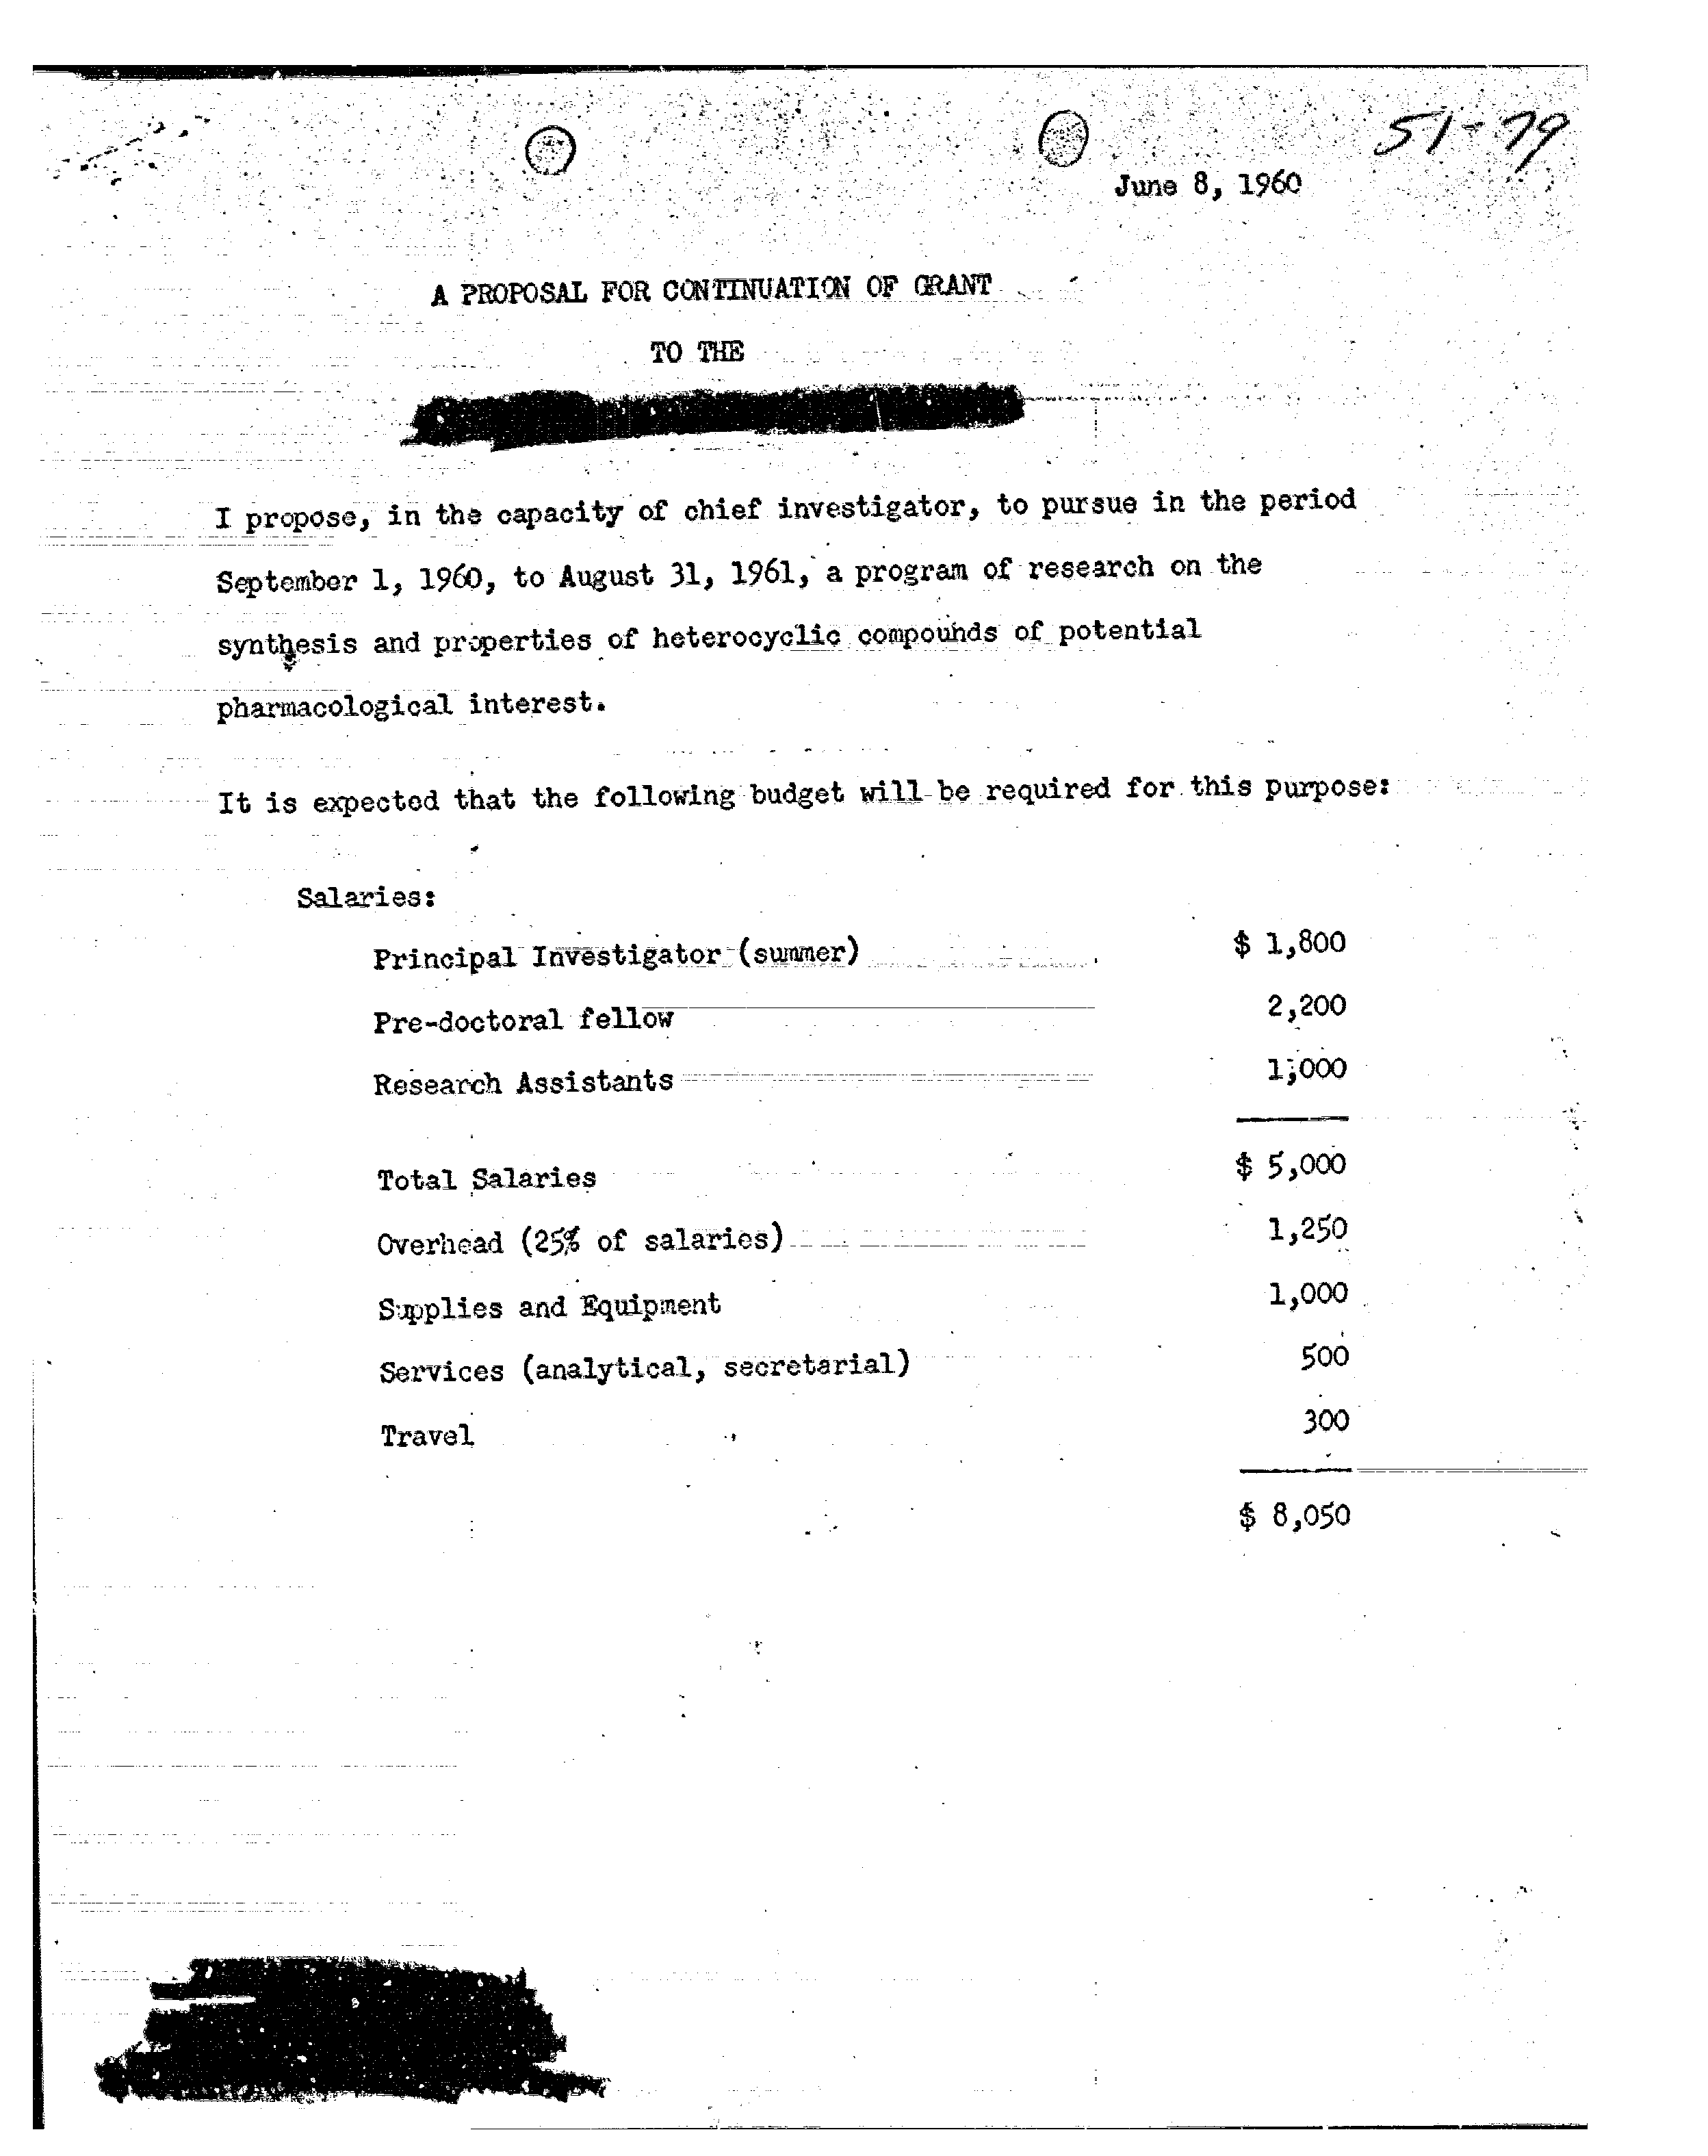 51-79
June 8, 1960
A PROPOSAL FOR CONTINUATION OF GRANT
TO THE
I propose, in the capacity of chief investigator, to pursue in the period
September 1, 1960, to August 31, 1961, a program of research on the
synthesis and properties of heterocyclic compounds of potential
pharmacological interest.
It is expected that the following budget will be required for this purpose:
Salaries:
Principal Investigator (summer) $ 1,800
Pre-doctoral fellow 2,200
Research Assistants 1,000
Total Salaries $ 5,000
Overhead (25% of salaries) 1,250
Supplies and Equipment 1,000
Services (analytical, secretarial) 500
Travel 300
$ 8,050